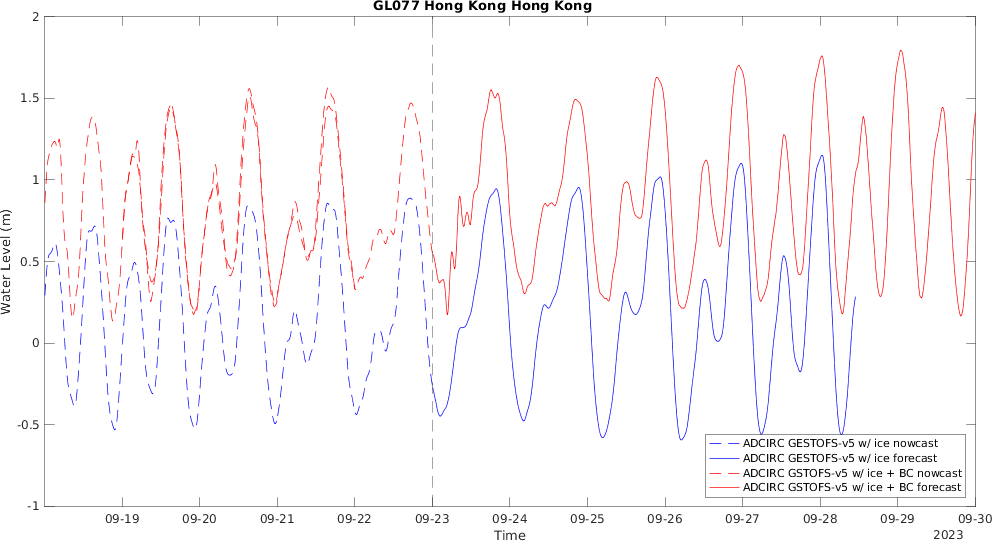 GL077 Hong Kong Hong Kong
Water Level (m)
2
1.5
1
0.5
0
-0.5
-1
ADCIRC GESTOFS-v5 w/ ice nowcast
ADCIRC GESTOFS-v5 w/ ice forecast
ADCIRC GSTOFS-v5 w/ ice + BC nowcast
ADCIRC GSTOFS-v5 w/ ice + BC forecast
09-19 09-20 09-21 09-22 09-23 09-24 09-25 09-26 09-27 09-28 09-29 09-30
Time
2023